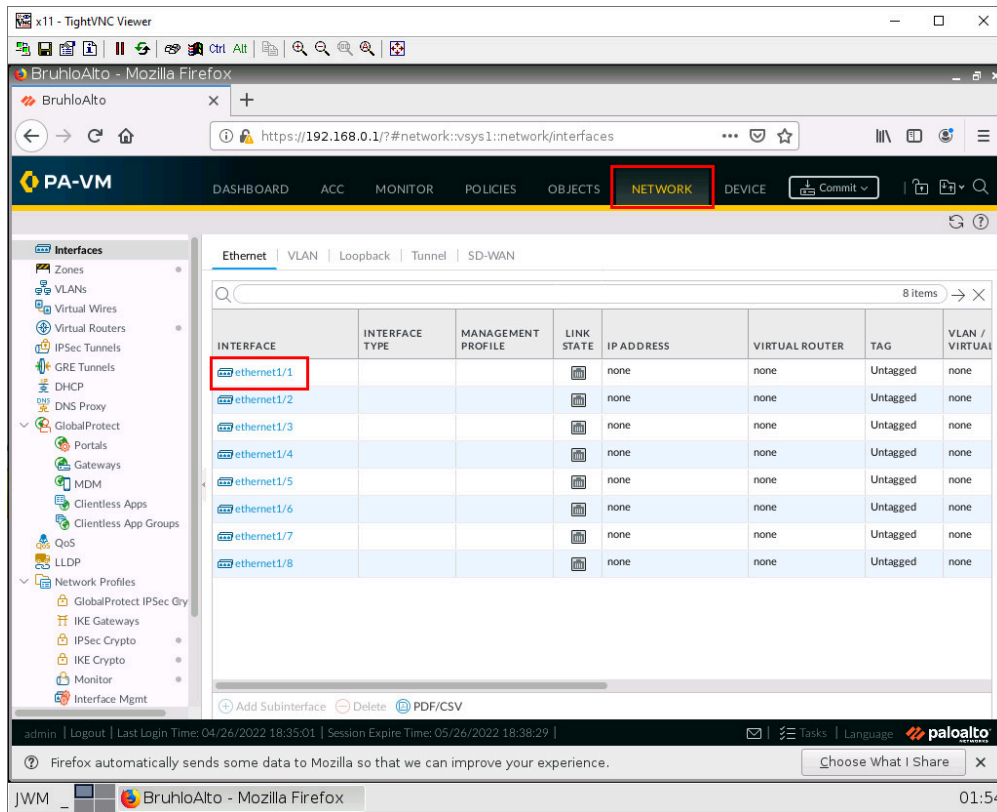 x11 - TightVNC Viewer
Ctrl Alt
BruhloAlto - Mozilla Firefox
BruhloAlto
https://192.168.0.1/?#network::vsys1::network/interfaces
PA-VM
DASHBOARD ACC MONITOR POLICIES OBJECTS NETWORK DEVICE Commit
Interfaces
Zones
VLANs
Virtual Wires
Virtual Routers
IPSec Tunnels
GRE Tunnels
DHCP
DNS Proxy
GlobalProtect
Portals
Gateways
MDM
Clientless Apps
Clientless App Groups
QoS
LLDP
Network Profiles
GlobalProtect IPSec Cry
IKE Gateways
IPSec Crypto
IKE Crypto
Monitor
Interface Mgmt
Ethernet | VLAN | Loopback | Tunnel | SD-WAN
8 items
INTERFACE INTERFACE TYPE MANAGEMENT PROFILE LINK STATE IP ADDRESS VIRTUAL ROUTER TAG VLAN / VIRTUAL
ethernet1/1 none none Untagged none
ethernet1/2 none none Untagged none
ethernet1/3 none none Untagged none
ethernet1/4 none none Untagged none
ethernet1/5 none none Untagged none
ethernet1/6 none none Untagged none
ethernet1/7 none none Untagged none
ethernet1/8 none none Untagged none
Add Subinterface Delete PDF/CSV
admin | Logout | Last Login Time: 04/26/2022 18:35:01 | Session Expire Time: 05/26/2022 18:38:29 | Tasks | Language paloalto NETWORKS
Firefox automatically sends some data to Mozilla so that we can improve your experience. Choose What I Share
JWM BruhloAlto - Mozilla Firefox 01:54